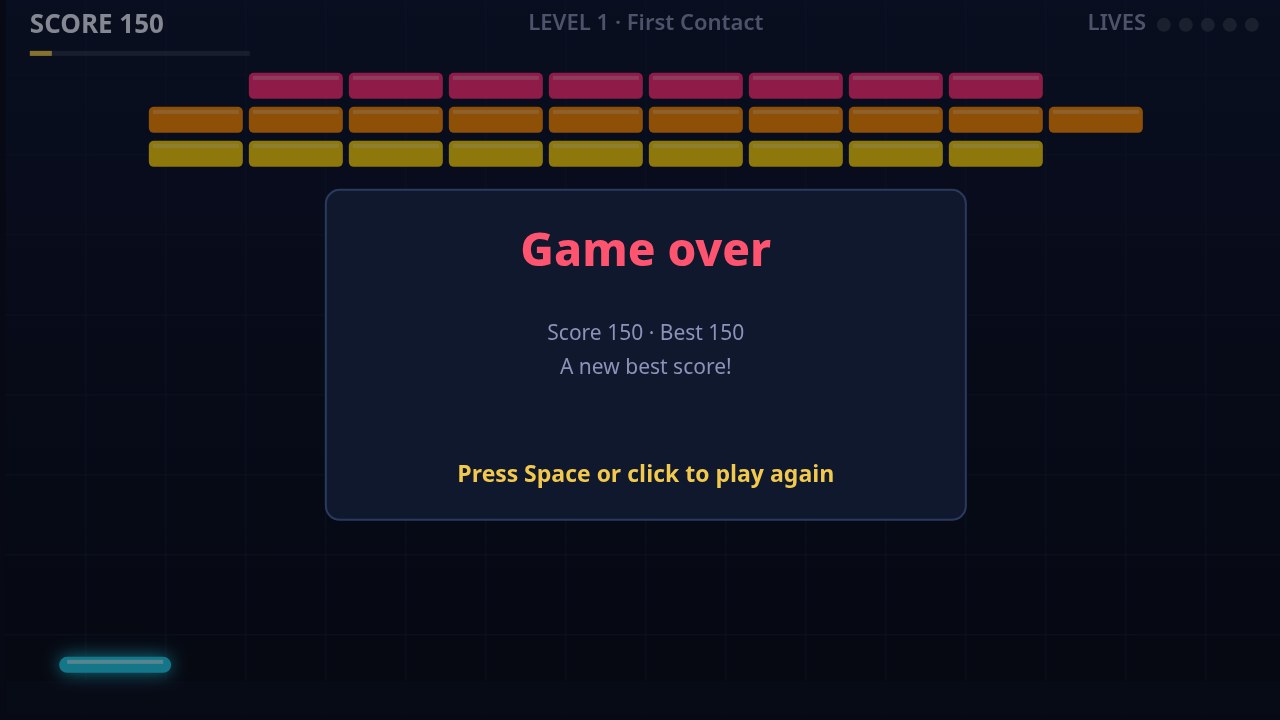 SCORE 150
LEVEL 1 · First Contact
LIVES
Game over
Score 150 · Best 150
A new best score!
Press Space or click to play again